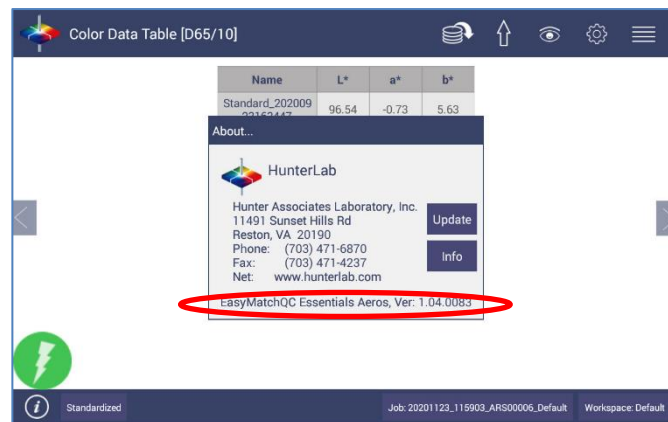 Color Data Table [D65/10]
Name L* a* b*
Standard_202009 96.54 -0.73 5.63
About...
HunterLab
Hunter Associates Laboratory, Inc.
11491 Sunset Hills Rd
Reston, VA 20190
Phone: (703) 471-6870
Fax: (703) 471-4237
Net: www.hunterlab.com
Update
Info
EasyMatchQC Essentials Aeros, Ver: 1.04.0083
i Standardized Job: 20201123_115903_ARS00006_Default Workspace: Default